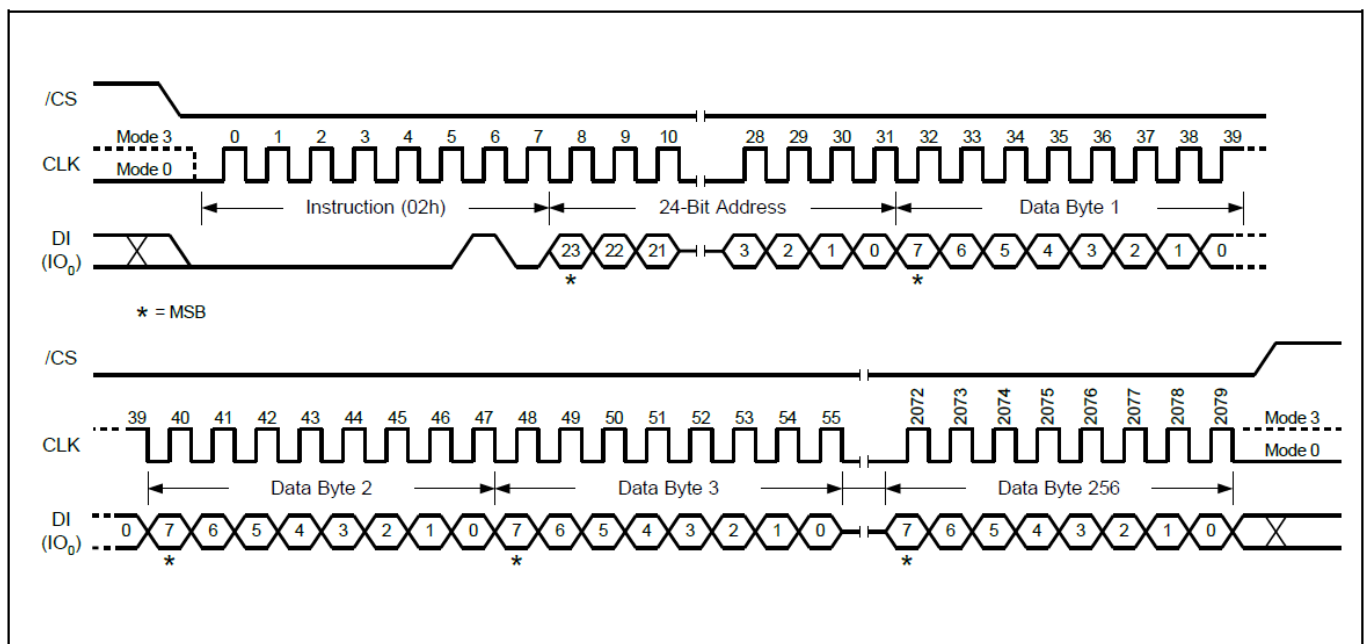 /CS
Mode 3 0 1 2 3 4 5 6 7 8 9 10 28 29 30 31 32 33 34 35 36 37 38 39
CLK Mode 0
Instruction (02h) 24-Bit Address Data Byte 1
DI
(IO0) 23 22 21 3 2 1 0 7 6 5 4 3 2 1 0
* *
* = MSB
/CS
39 40 41 42 43 44 45 46 47 48 49 50 51 52 53 54 55 2072 2073 2074 2075 2076 2077 2078 2079 Mode 3
CLK Mode 0
Data Byte 2 Data Byte 3 Data Byte 256
DI
(IO0) 0 7 6 5 4 3 2 1 0 7 6 5 4 3 2 1 0 7 6 5 4 3 2 1 0
* * *